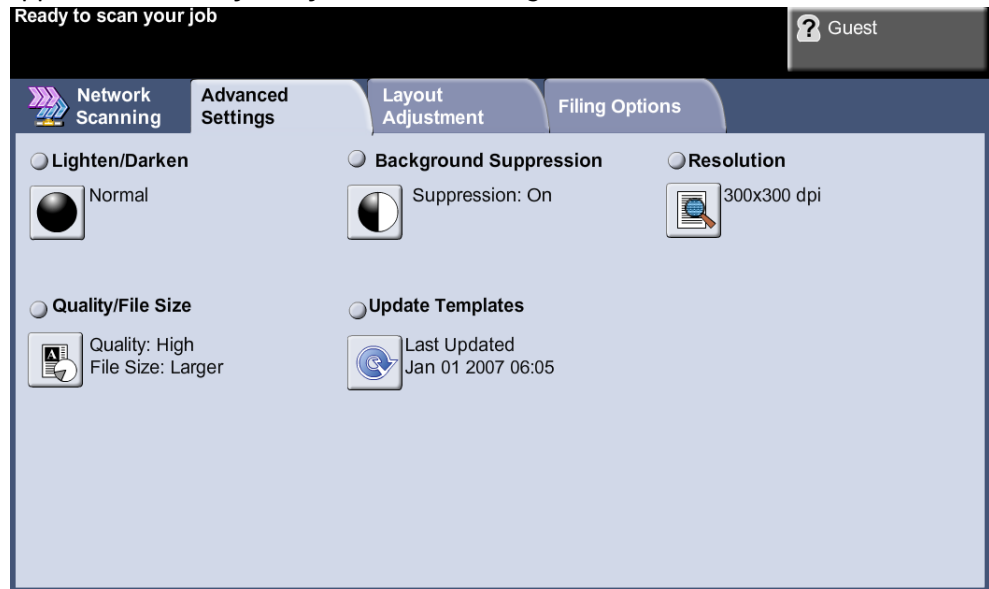 Ready to scan your job
Guest
Network
Scanning
Advanced
Settings
Layout
Adjustment
Filing Options
Lighten/Darken
Normal
Background Suppression
Suppression: On
Resolution
300x300 dpi
Quality/File Size
Quality: High
File Size: Larger
Update Templates
Last Updated
Jan 01 2007 06:05